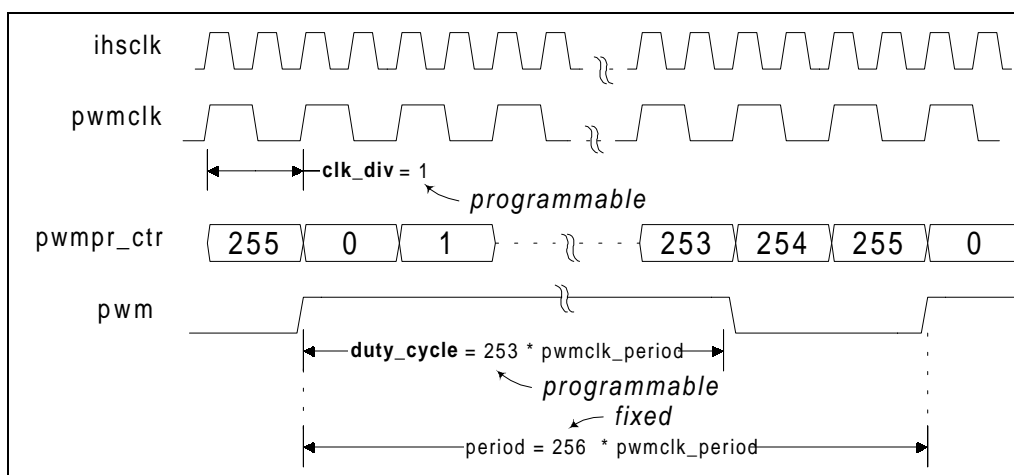 ihsclk
pwmclk
clk_div = 1
programmable
pwmpr_ctr 255 0 1 253 254 255 0
pwm
duty_cycle = 253 * pwmclk_period
programmable
fixed
period = 256 * pwmclk_period